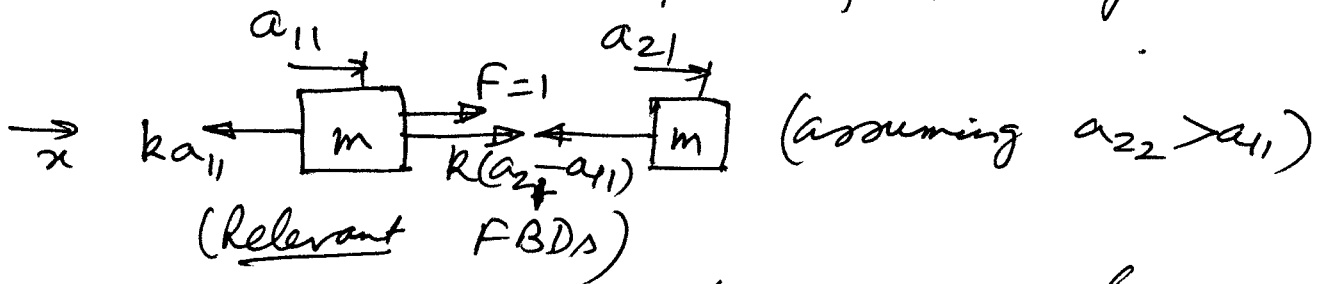 a₁₁ a₂₁
F=1
x ka₁₁ m m (assuming a₂₂ >a₁₁)
k(a₂₁-a₁₁)
(Relevant FBDs)